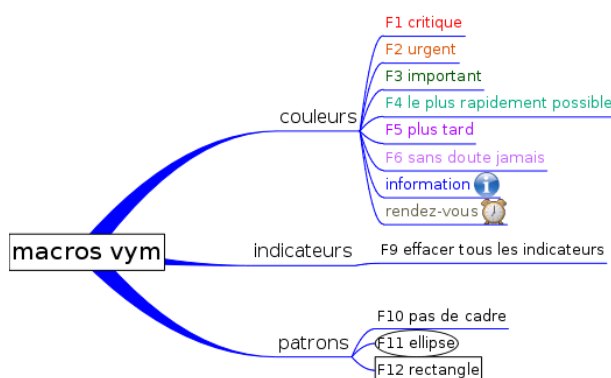 F1 critique
F2 urgent
F3 important
F4 le plus rapidement possible
couleurs
F5 plus tard
F6 sans doute jamais
information
rendez-vous
macros vym
indicateurs
F9 effacer tous les indicateurs
F10 pas de cadre
patrons
F11 ellipse
F12 rectangle